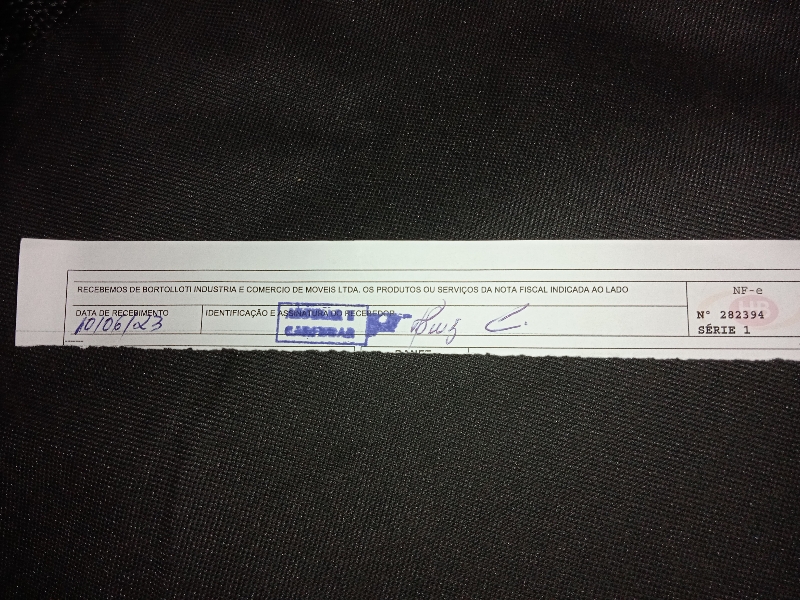 RECEBEMOS DE BORTOLLOTI INDUSTRIA E COMERCIO DE MOVEIS LTDA. OS PRODUTOS OU SERVIÇOS DA NOTA FISCAL INDICADA AO LADO
NF-e
DATA DE RECEBIMENTO
IDENTIFICAÇÃO E ASSINATURA DO RECEBEDOR
10/06/23
Nº 282394
SÉRIE 1